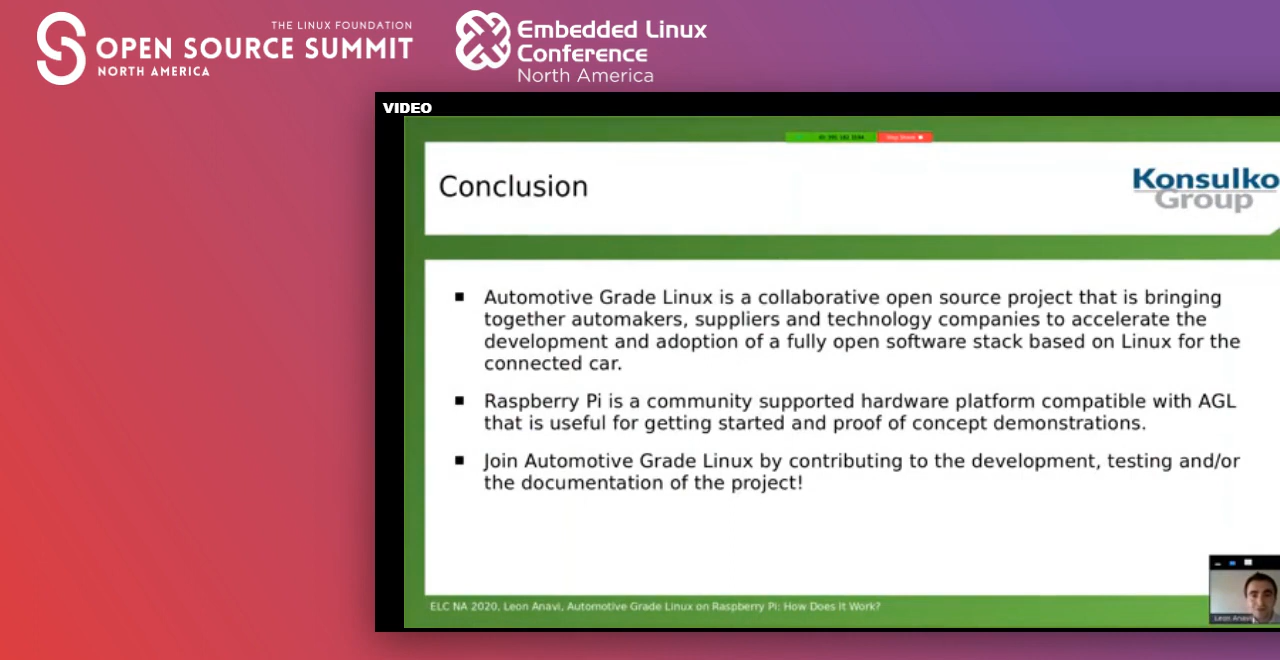 THE LINUX FOUNDATION
OPEN SOURCE SUMMIT
NORTH AMERICA
Embedded Linux
Conference
North America
VIDEO
Conclusion
Konsulko
Group
■ Automotive Grade Linux is a collaborative open source project that is bringing
together automakers, suppliers and technology companies to accelerate the
development and adoption of a fully open software stack based on Linux for the
connected car.
■ Raspberry Pi is a community supported hardware platform compatible with AGL
that is useful for getting started and proof of concept demonstrations.
■ Join Automotive Grade Linux by contributing to the development, testing and/or
the documentation of the project!
ELC NA 2020, Leon Anavi, Automotive Grade Linux on Raspberry Pi: How Does It Work?
Leon Anavi